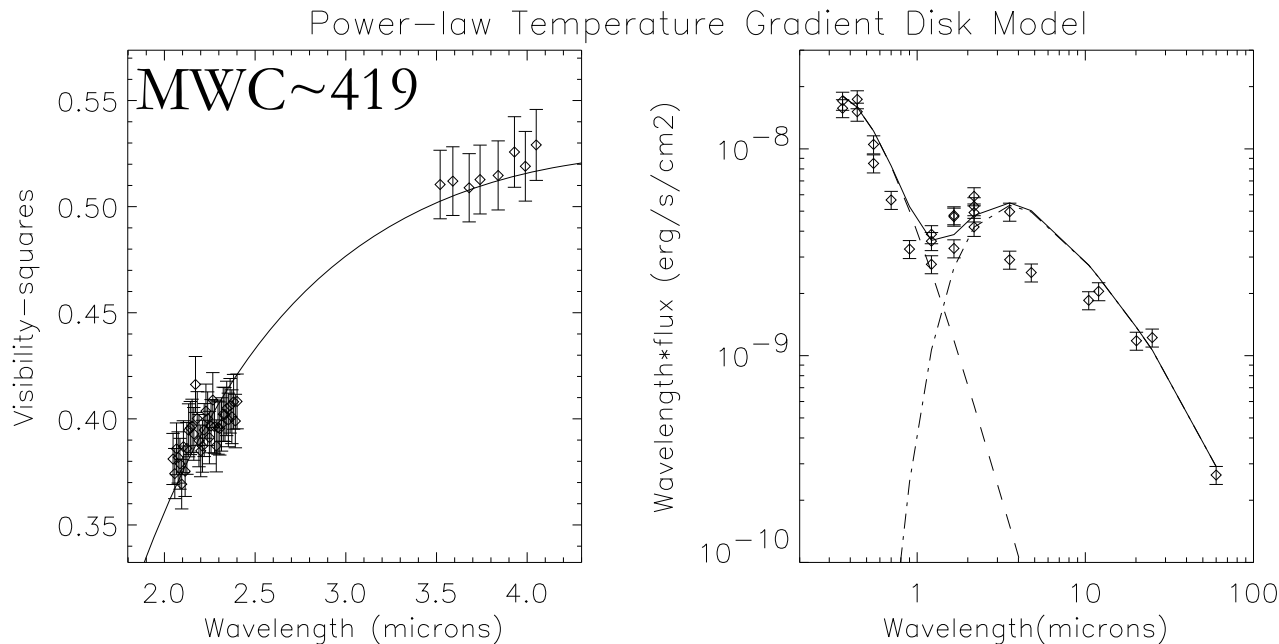 Power-law Temperature Gradient Disk Model
MWC~419
Visibility-squares
0.55
0.50
0.45
0.40
0.35
2.0 2.5 3.0 3.5 4.0
Wavelength (microns)
Wavelength*flux (erg/s/cm2)
10-8
10-9
10-10
1 10 100
Wavelength(microns)